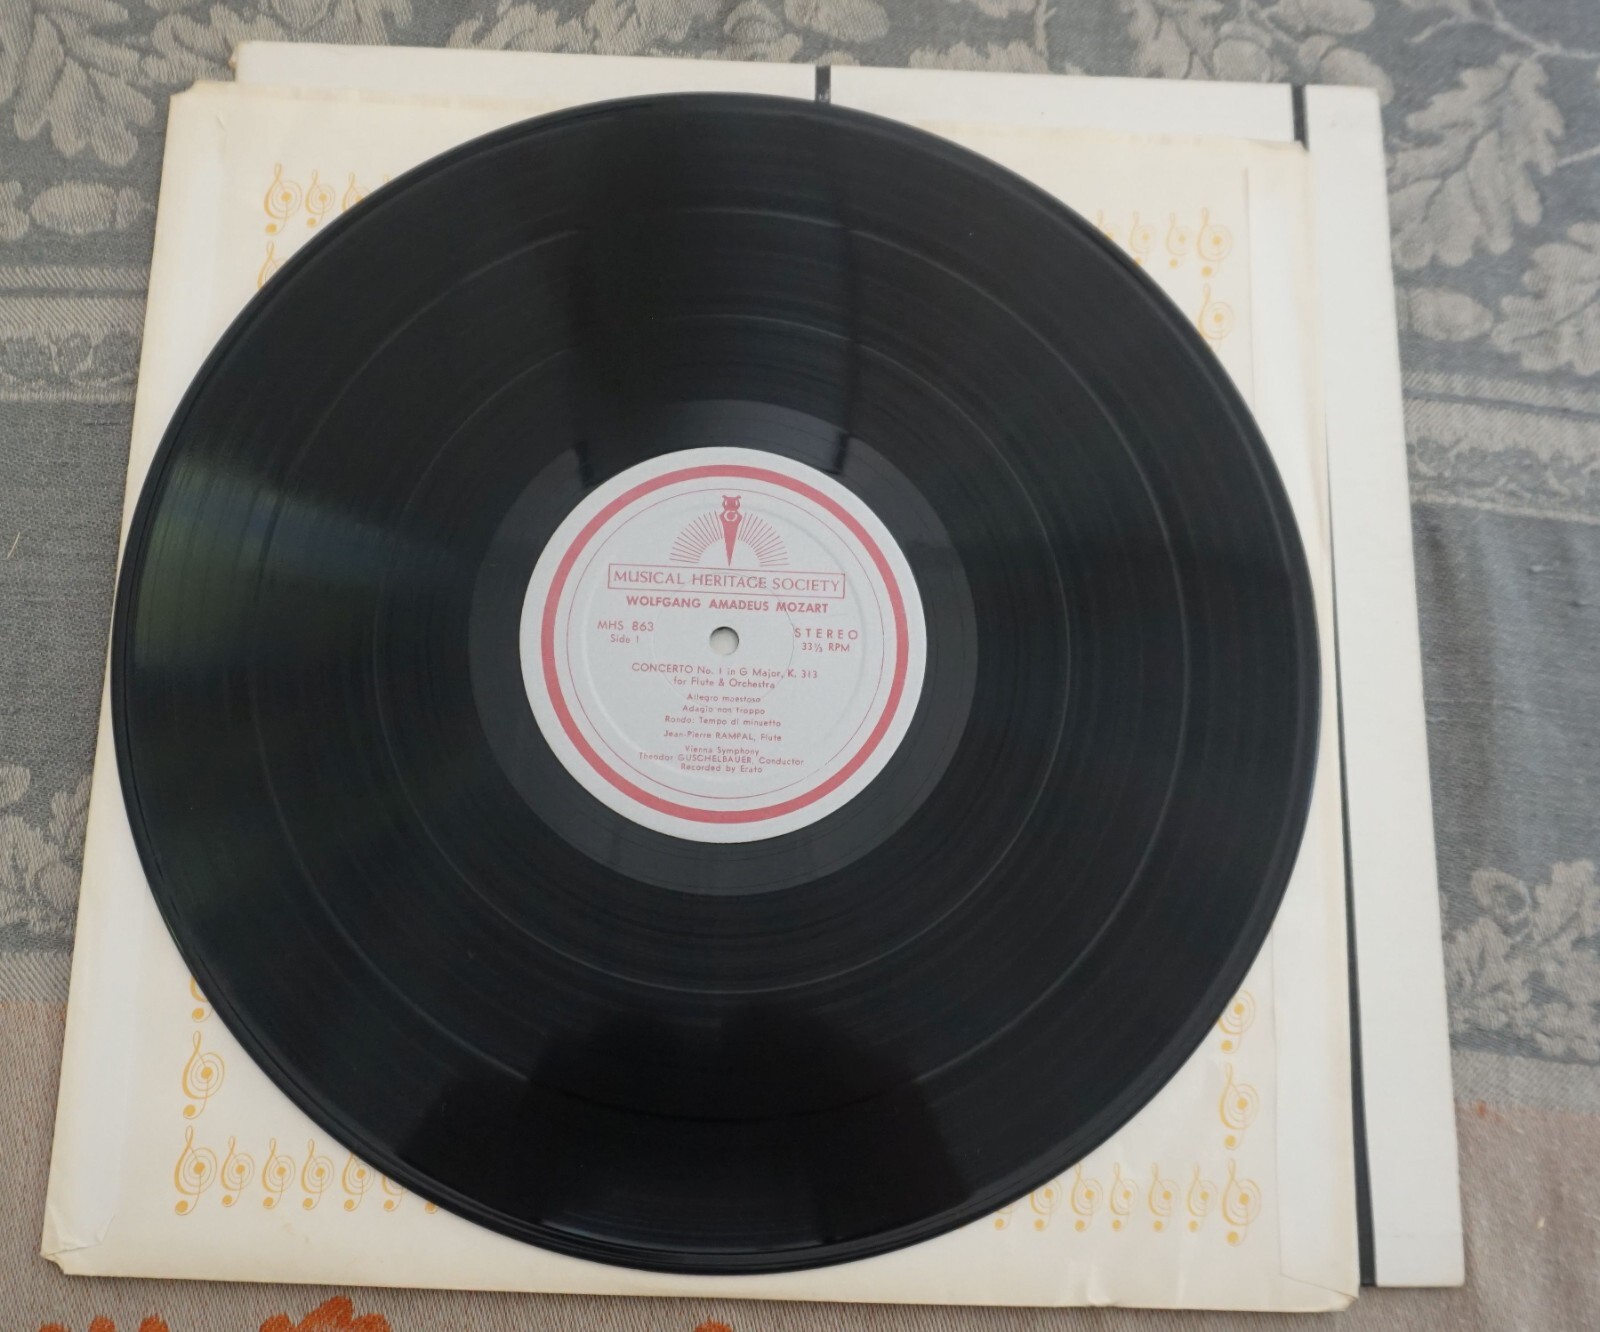 MUSICAL HERITAGE SOCIETY
WOLFGANG AMADEUS MOZART
MHS 863
Side 1
STEREO
33⅓ RPM
CONCERTO No. 1 in G Major, K. 313
for Flute & Orchestra
Allegro maestoso
Adagio non troppo
Rondo: Tempo di minuetto
Jean-Pierre RAMPAL, Flute
Vienna Symphony
Theodor GUSCHELBAUER, Conductor
Recorded by Erato